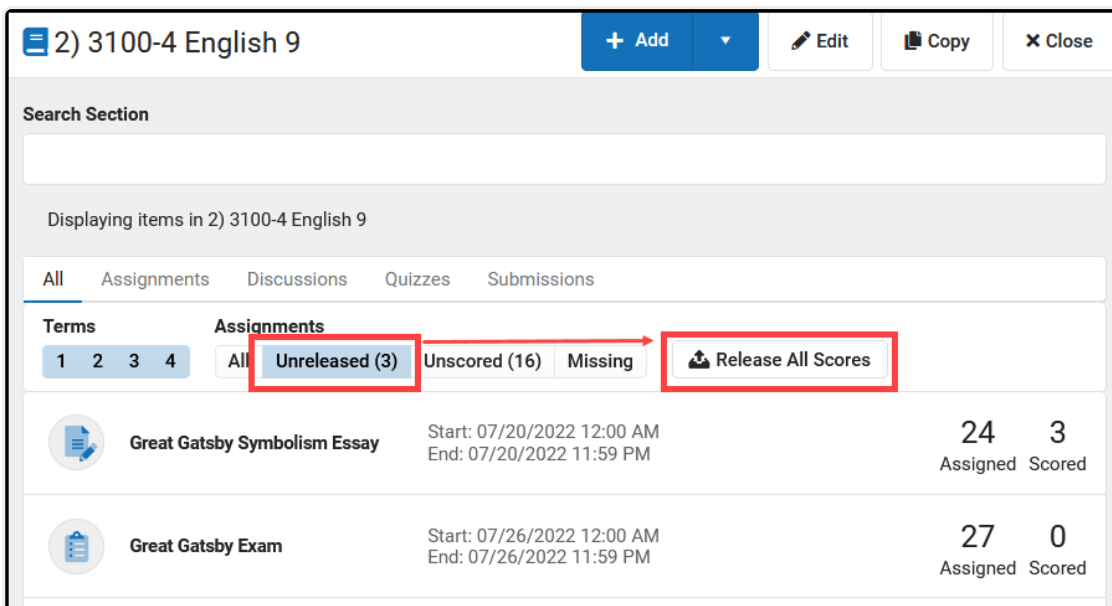 2) 3100-4 English 9
Add
Edit
Copy
Close
Search Section
Displaying items in 2) 3100-4 English 9
All Assignments Discussions Quizzes Submissions
Terms Assignments
1 2 3 4 All Unreleased (3) Unscored (16) Missing Release All Scores
Great Gatsby Symbolism Essay
Start: 07/20/2022 12:00 AM
End: 07/20/2022 11:59 PM
24 3
Assigned Scored
Great Gatsby Exam
Start: 07/26/2022 12:00 AM
End: 07/26/2022 11:59 PM
27 0
Assigned Scored